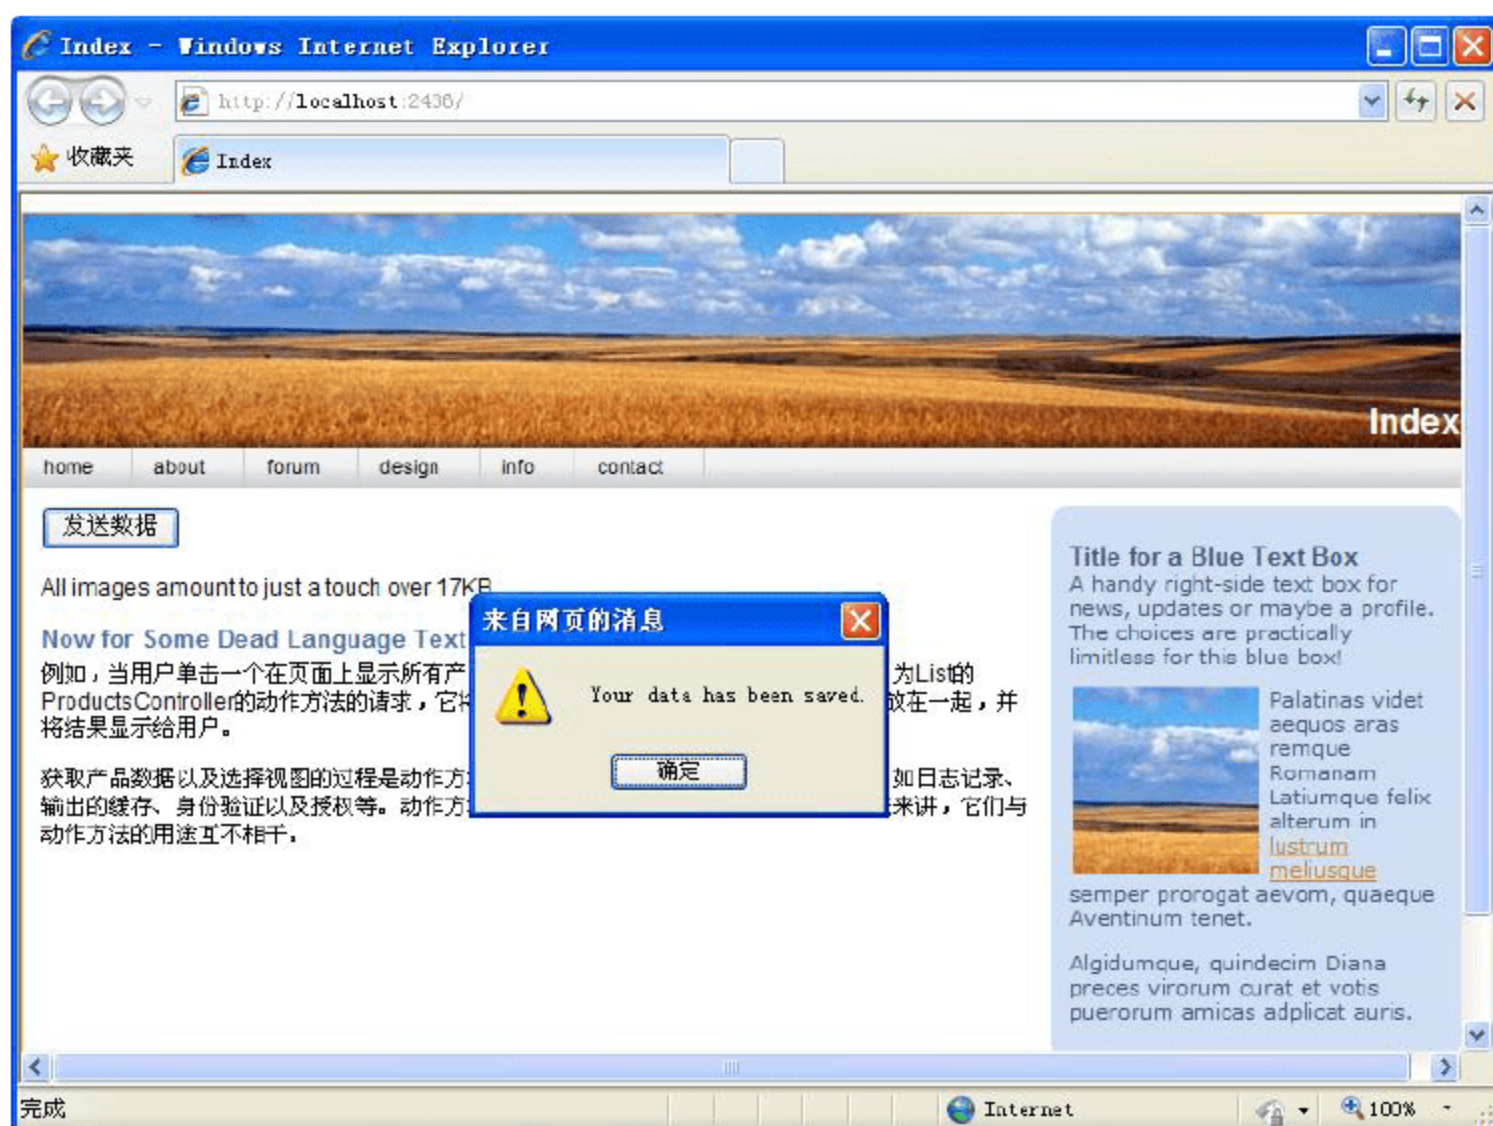 Index - Windows Internet Explorer
http://localhost:2436/
收藏夹
Index
Index
home about forum design info contact
发送数据
All images amount to just a touch over 17KB
Now for Some Dead Language Text
例如，当用户单击一个在页面上显示所有产 为List的
ProductsController的动作方法的请求，它将 放在一起，并
将结果显示给用户。
获取产品数据以及选择视图的过程是动作方 如日志记录、
输出的缓存、身份验证以及授权等。动作方 来讲，它们与
动作方法的用途互不相干。
来自网页的消息
Your data has been saved.
确定
Title for a Blue Text Box
A handy right-side text box for
news, updates or maybe a profile.
The choices are practically
limitless for this blue box!
Palatinas videt
aequos aras
remque
Romanam
Latiumque felix
alterum in
lustrum
meliusque
semper prorogat aevom, quaeque
Aventinum tenet.
Algidumque, quindecim Diana
preces virorum curat et votis
puerorum amicas adplicat auris.
完成
Internet
100%